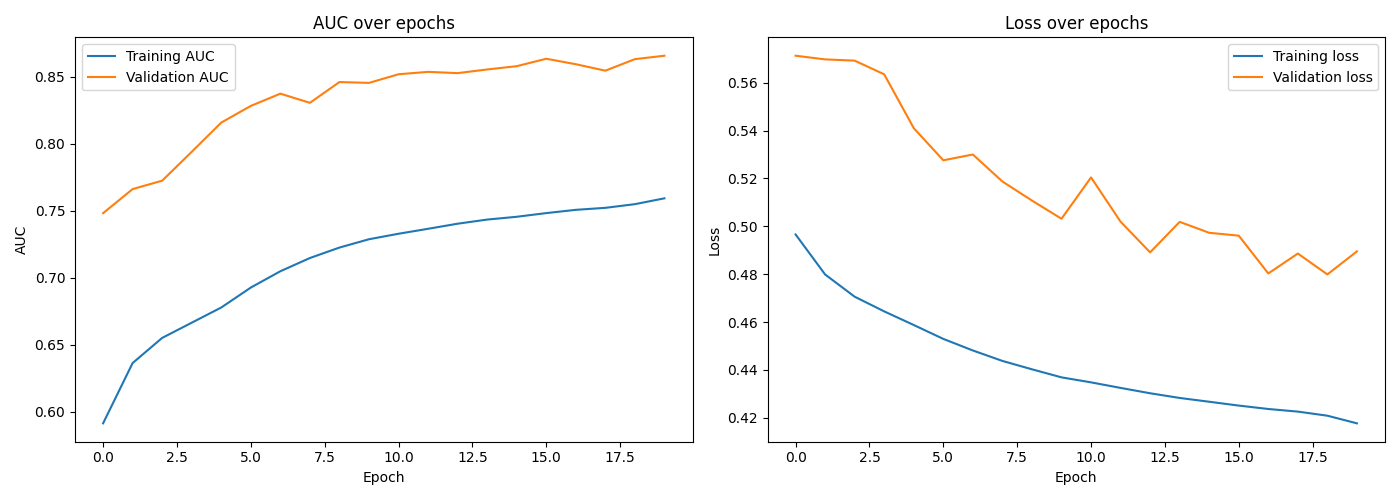 AUC over epochs
Training AUC
Validation AUC
0.85
0.80
0.75
0.70
0.65
0.60
AUC
0.0 2.5 5.0 7.5 10.0 12.5 15.0 17.5
Epoch
Loss over epochs
Training loss
Validation loss
0.56
0.54
0.52
0.50
0.48
0.46
0.44
0.42
Loss
0.0 2.5 5.0 7.5 10.0 12.5 15.0 17.5
Epoch